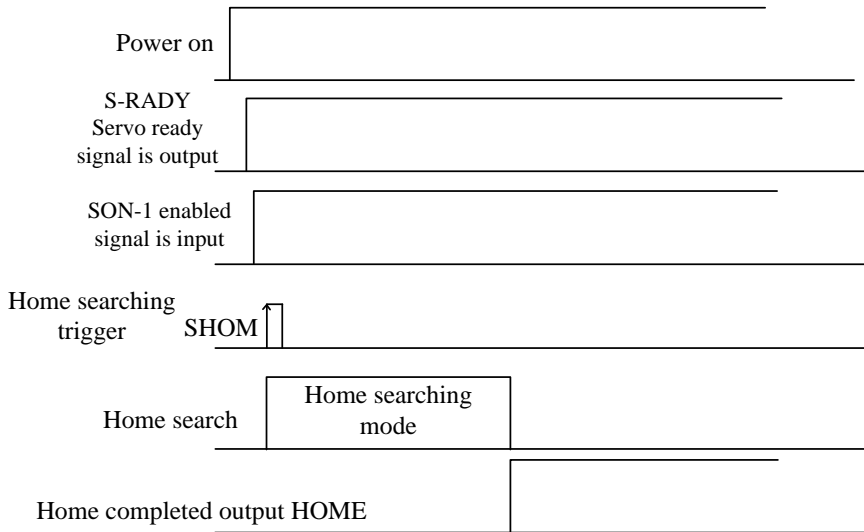 Power on
S-RADY
Servo ready
signal is output
SON-1 enabled
signal is input
Home searching
trigger
SHOM
Home search
Home searching
mode
Home completed output HOME